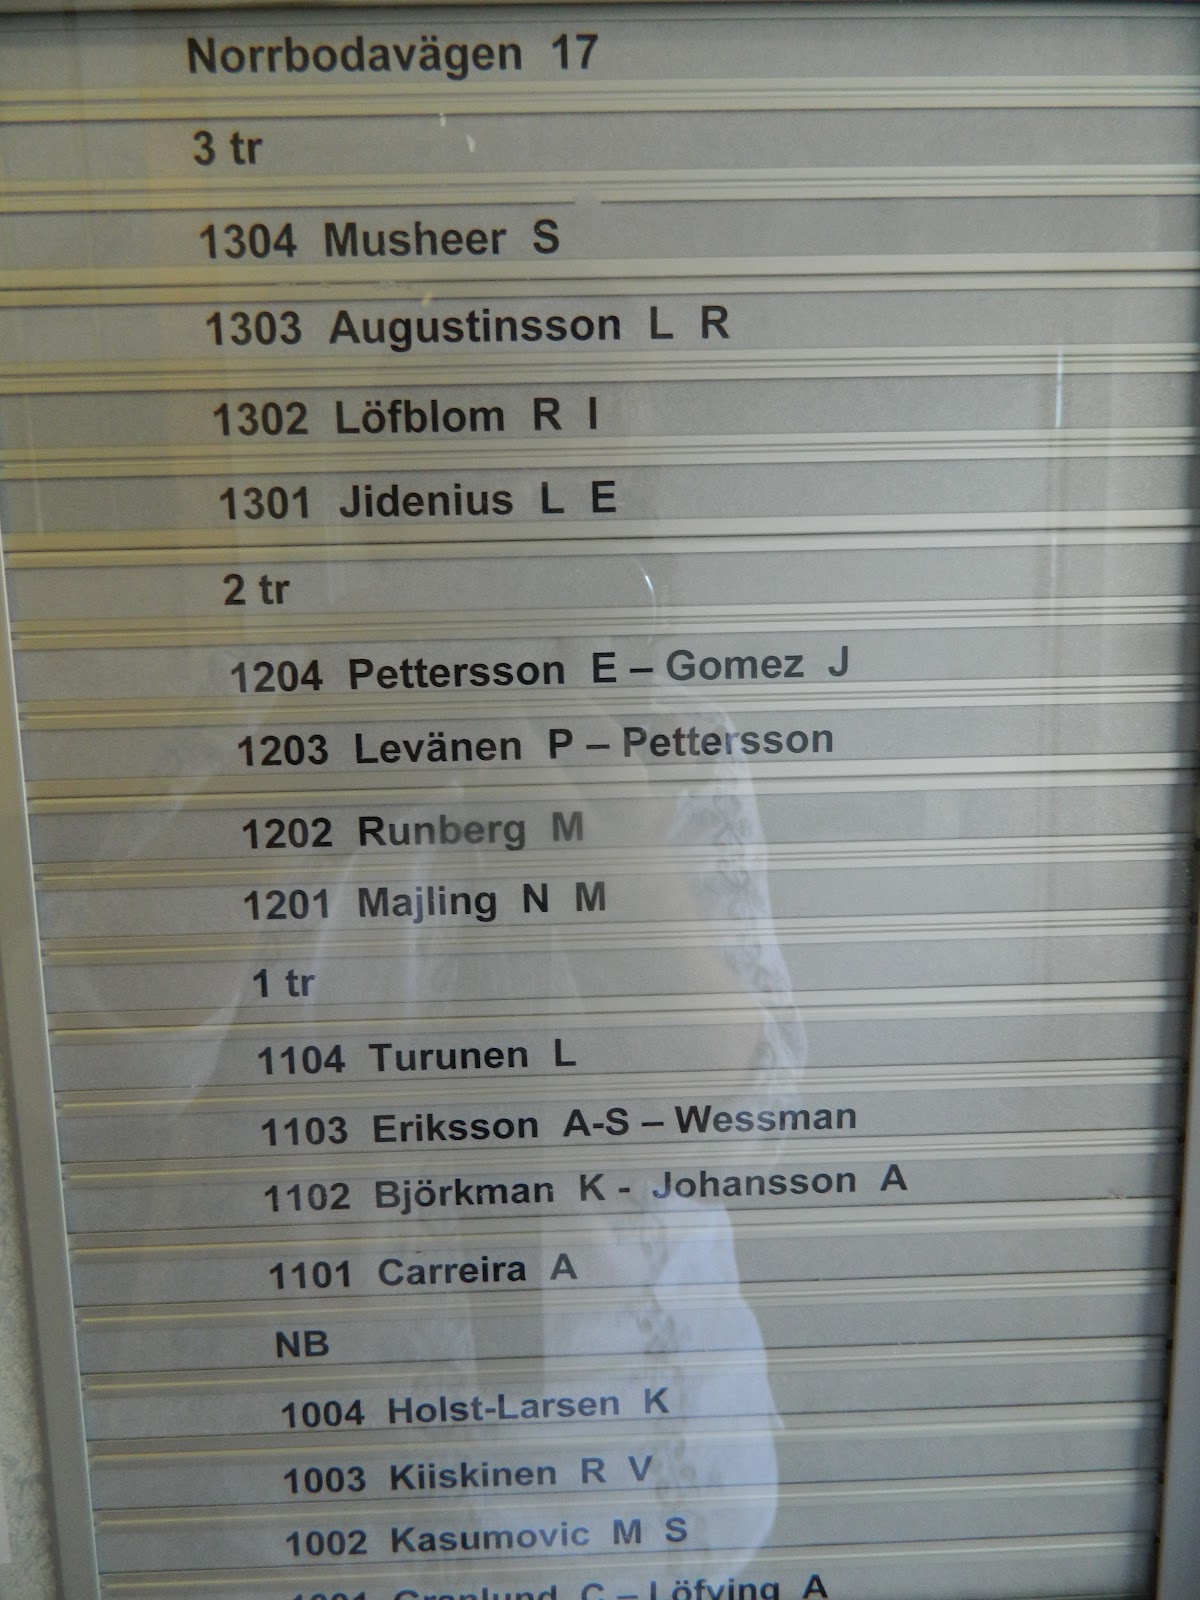 Norrbodavägen 17
3 tr
1304 Musheer S
1303 Augustinsson L R
1302 Löfblom R I
1301 Jidenius L E
2 tr
1204 Pettersson E – Gomez J
1203 Levänen P – Pettersson
1202 Runberg M
1201 Majling N M
1 tr
1104 Turunen L
1103 Eriksson A-S – Wessman
1102 Björkman K - Johansson A
1101 Carreira A
NB
1004 Holst-Larsen K
1003 Kiiskinen R V
1002 Kasumovic M S
C – Löfving A